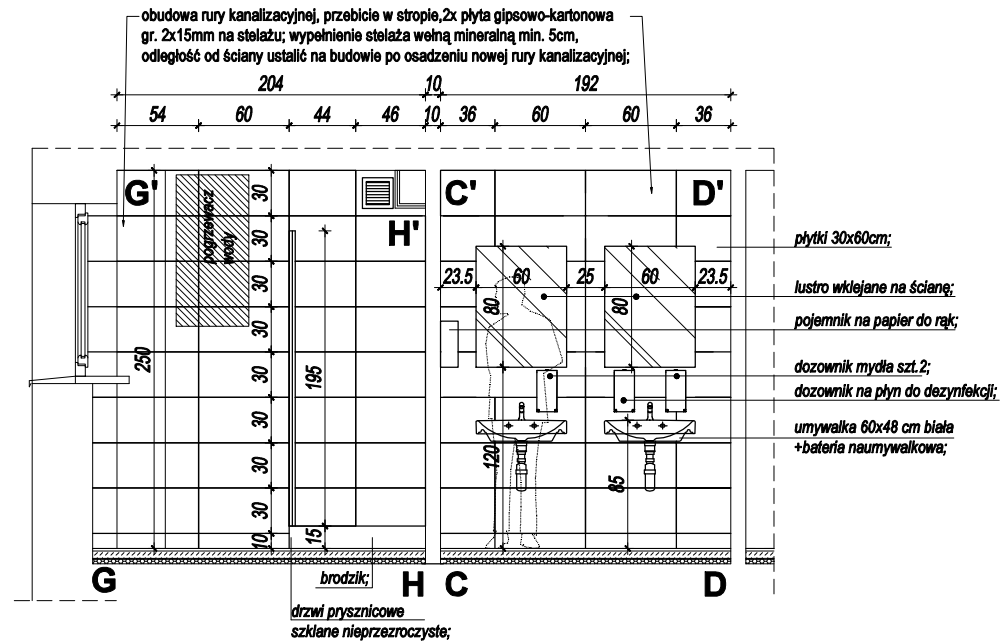 obudowa rury kanalizacyjnej, przebicie w stropie,2x płyta gipsowo-kartonowa
gr. 2x15mm na stelażu; wypełnienie stelaża wełną mineralną min. 5cm,
odległość od ściany ustalić na budowie po osadzeniu nowej rury kanalizacyjnej;
204 10 192
54 60 44 46 10 36 60 60 36
G' H' C' D'
pogrzewacz
wody
30
30
30
30
30
30
30
30
10
250
195
15
23.5 60 25 60 23.5
80
80
120
85
płytki 30x60cm;
lustro wklejane na ścianę;
pojemnik na papier do rąk;
dozownik mydła szt.2;
dozownik na płyn do dezynfekcji;
umywalka 60x48 cm biała
+bateria naumywalkowa;
G H C D
brodzik;
drzwi prysznicowe
szklane nieprzezroczyste;